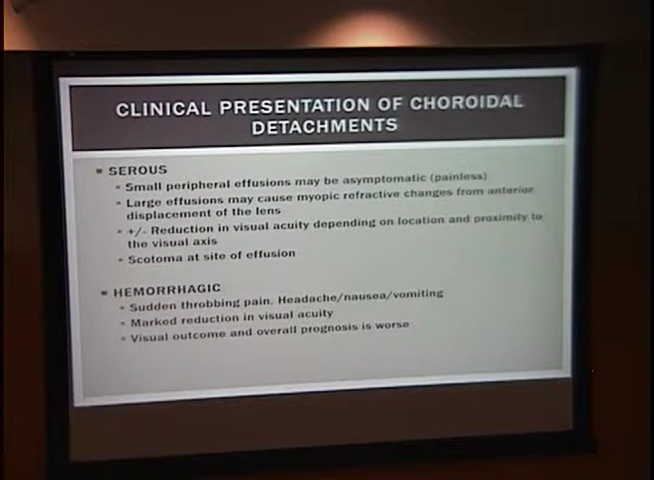 CLINICAL PRESENTATION OF CHOROIDAL
DETACHMENTS
SEROUS
Small peripheral effusions may be asymptomatic (painless)
Large effusions may cause myopic refractive changes from anterior
displacement of the lens
+/- Reduction in visual acuity depending on location and proximity to
the visual axis
Scotoma at site of effusion
HEMORRHAGIC
Sudden throbbing pain. Headache/nausea/vomiting
Marked reduction in visual acuity
Visual outcome and overall prognosis is worse